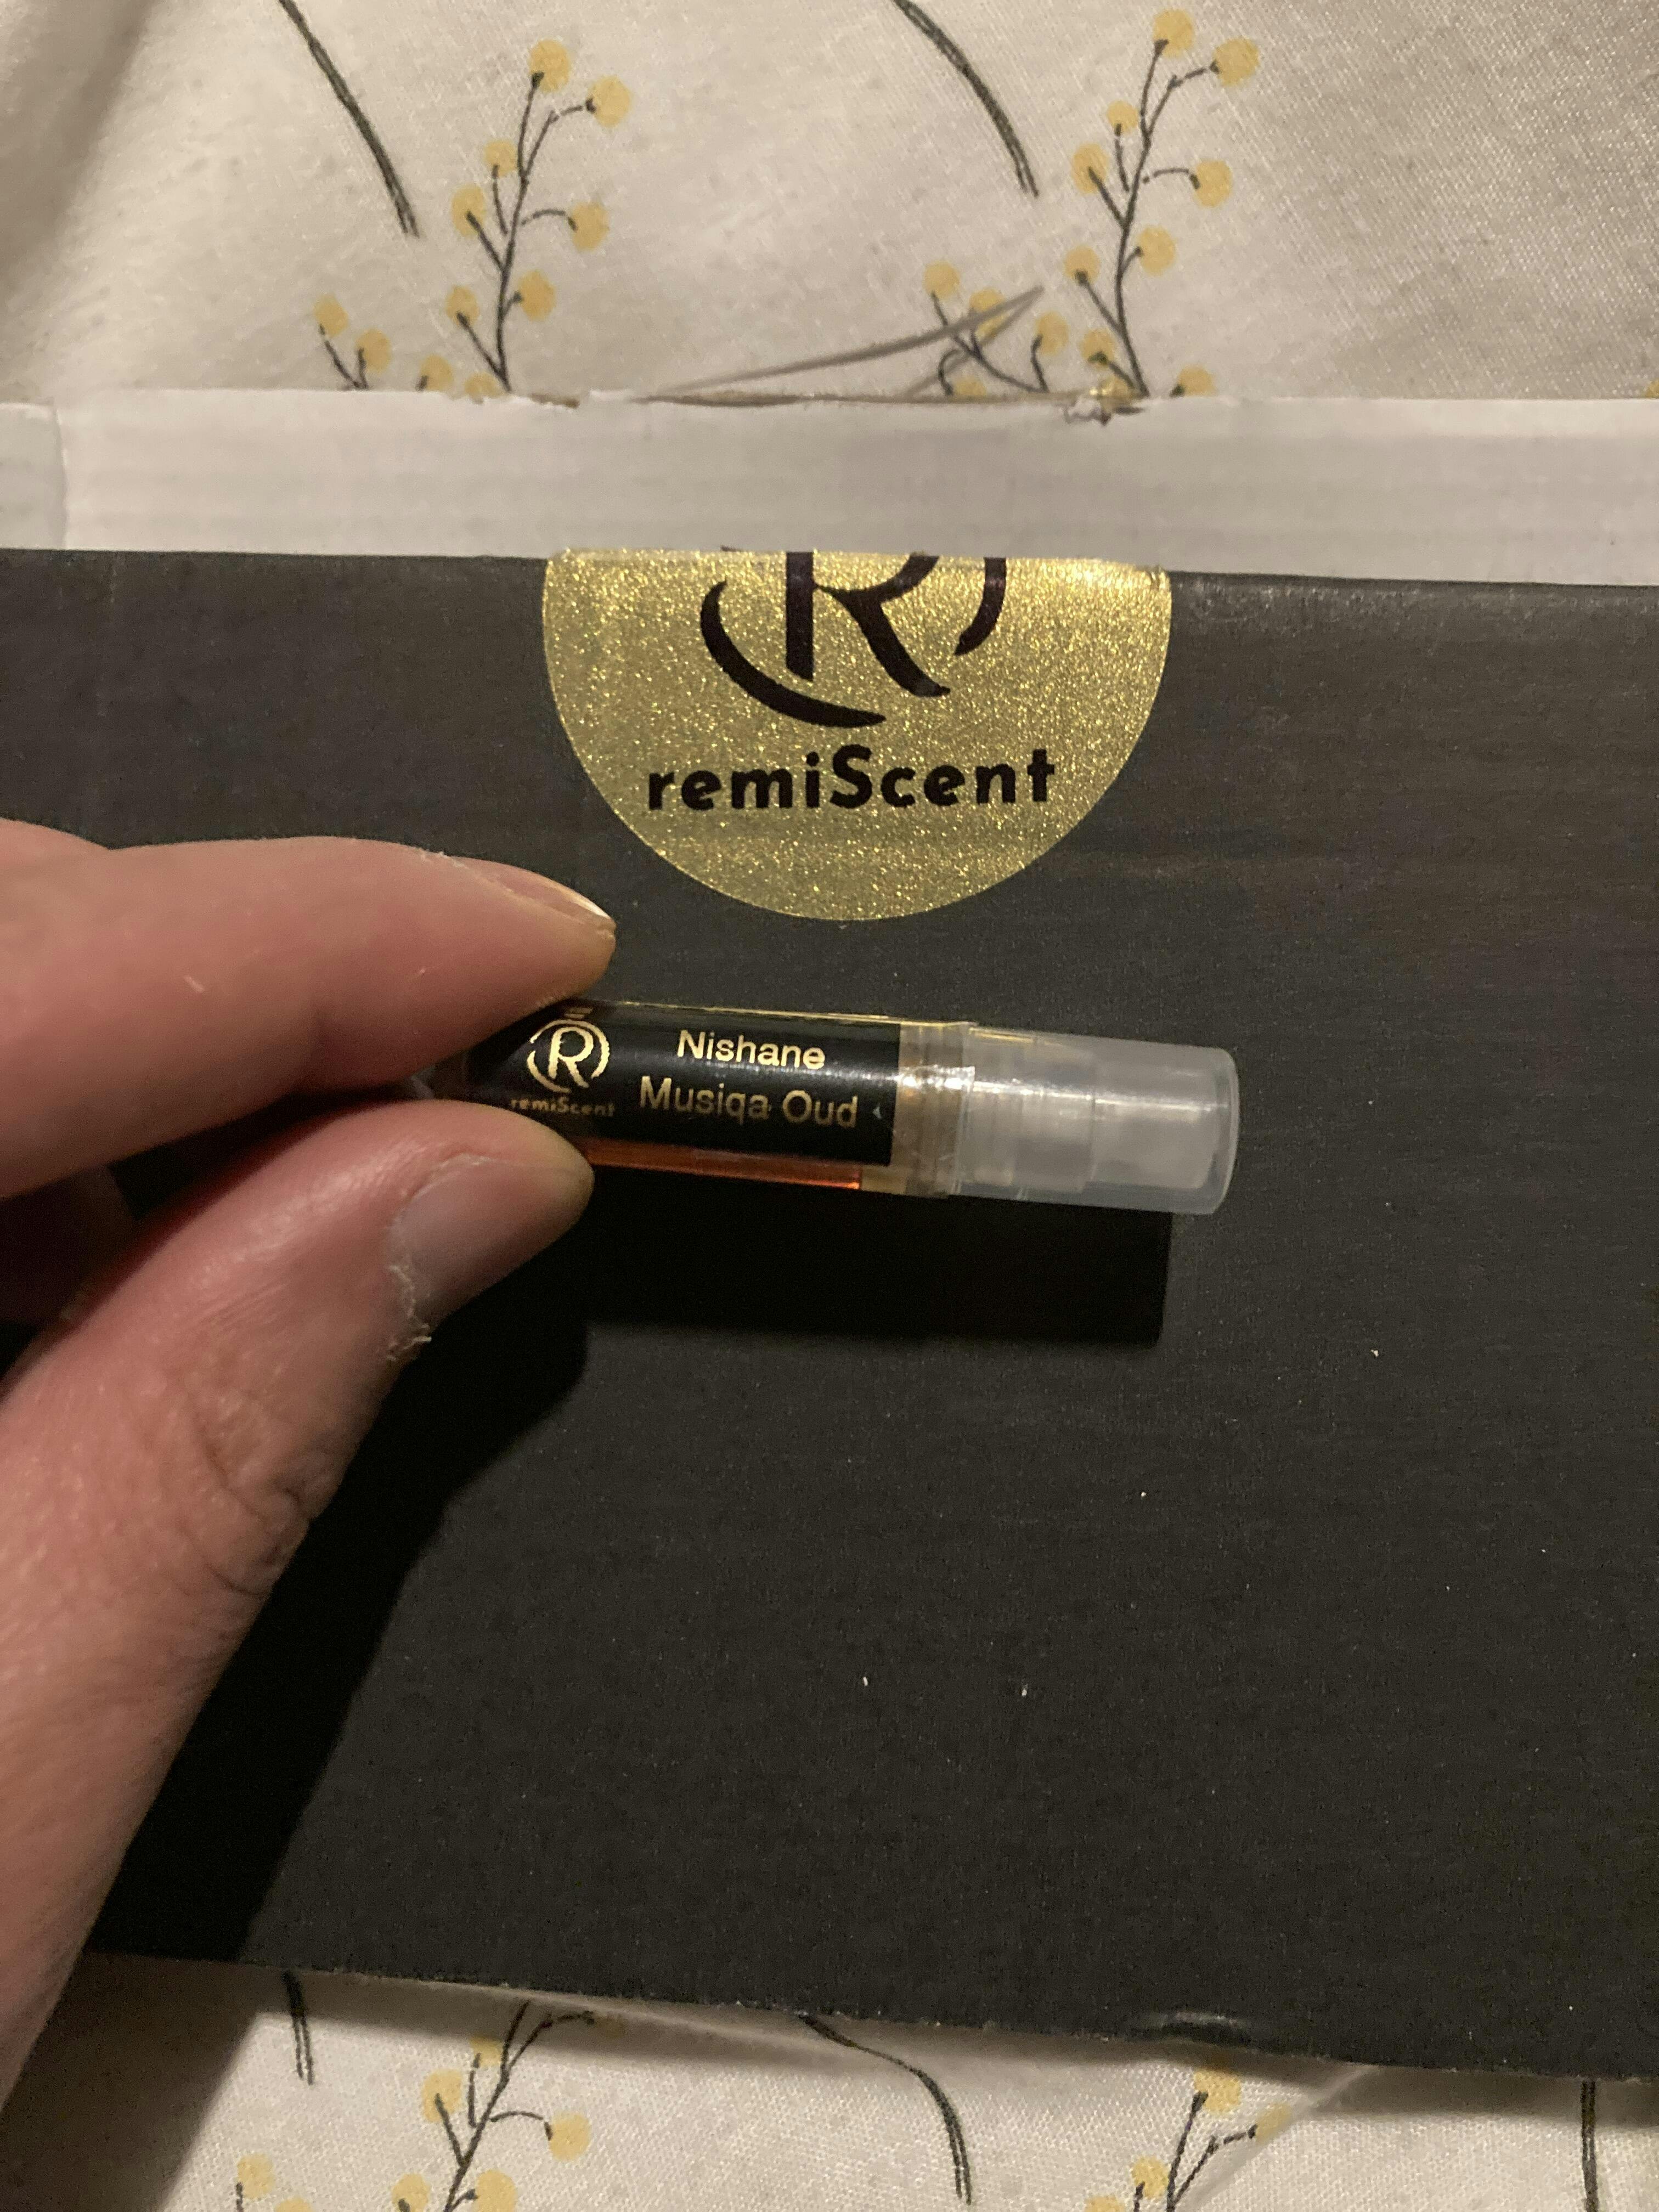 R
remiScent
R
remiScent
Nishane
Musiqa Oud